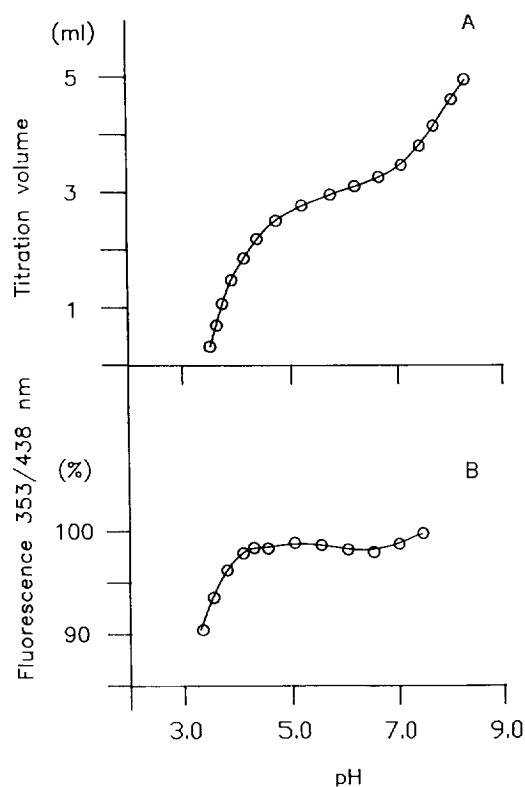 (ml)
A
5
3
1
Titration volume
(%)
B
100
90
Fluorescence 353/438 nm
3.0 5.0 7.0 9.0
pH